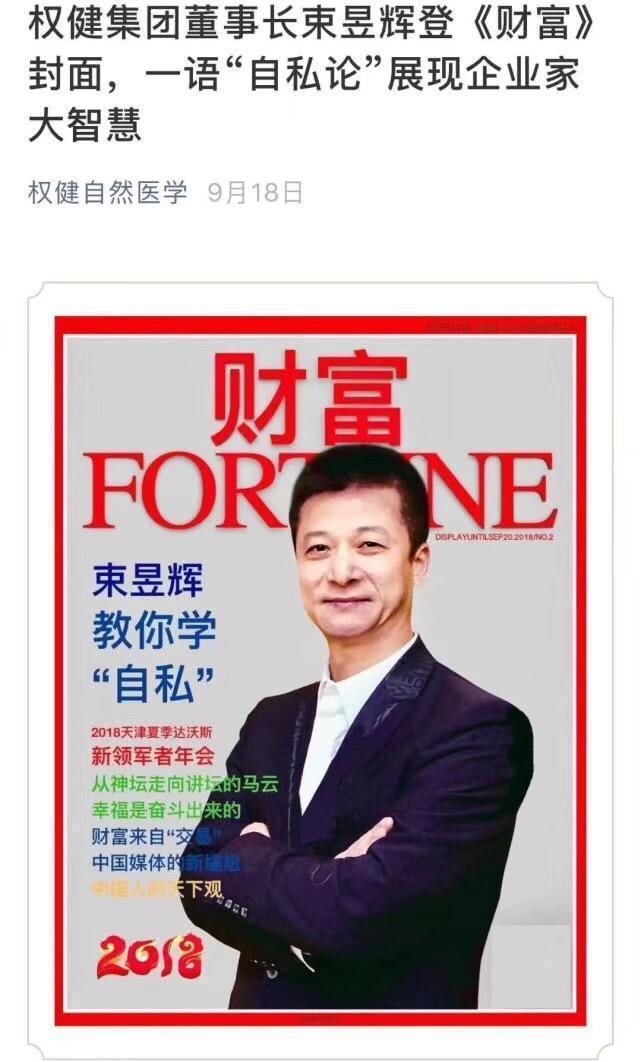 权健集团董事长束昱辉登《财富》
封面，一语“自私论”展现企业家
大智慧
权健自然医学 9月18日
财富
FORTUNE
DISPLAYUNTILSEP20.2018/NO.2
束昱辉
教你学
“自私”
2018天津夏季达沃斯
新领军者年会
从神坛走向讲坛的马云
幸福是奋斗出来的
财富来自“交易”
中国媒体的新尴尬
中国人的天下观
2018